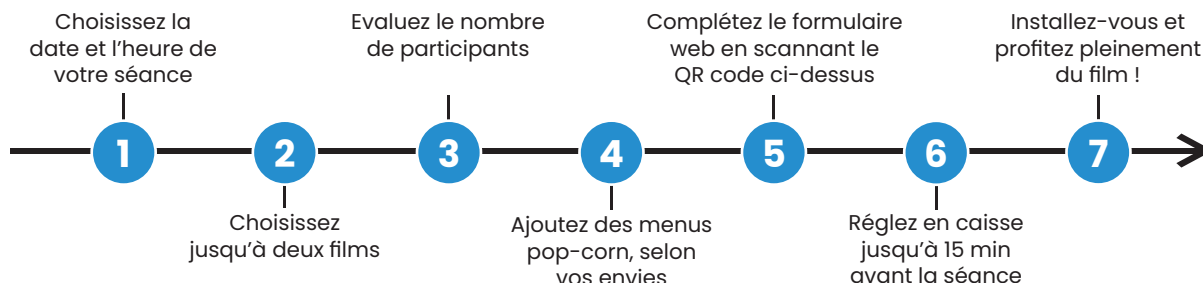 Choisissez la
date et l'heure de
votre séance
Evaluez le nombre
de participants
Complétez le formulaire
web en scannant le
QR code ci-dessus
Installez-vous et
profitez pleinement
du film !
1
2
3
4
5
6
7
Choisissez
jusqu'à deux films
Ajoutez des menus
pop-corn, selon
vos envies
Réglez en caisse
jusqu'à 15 min
avant la séance